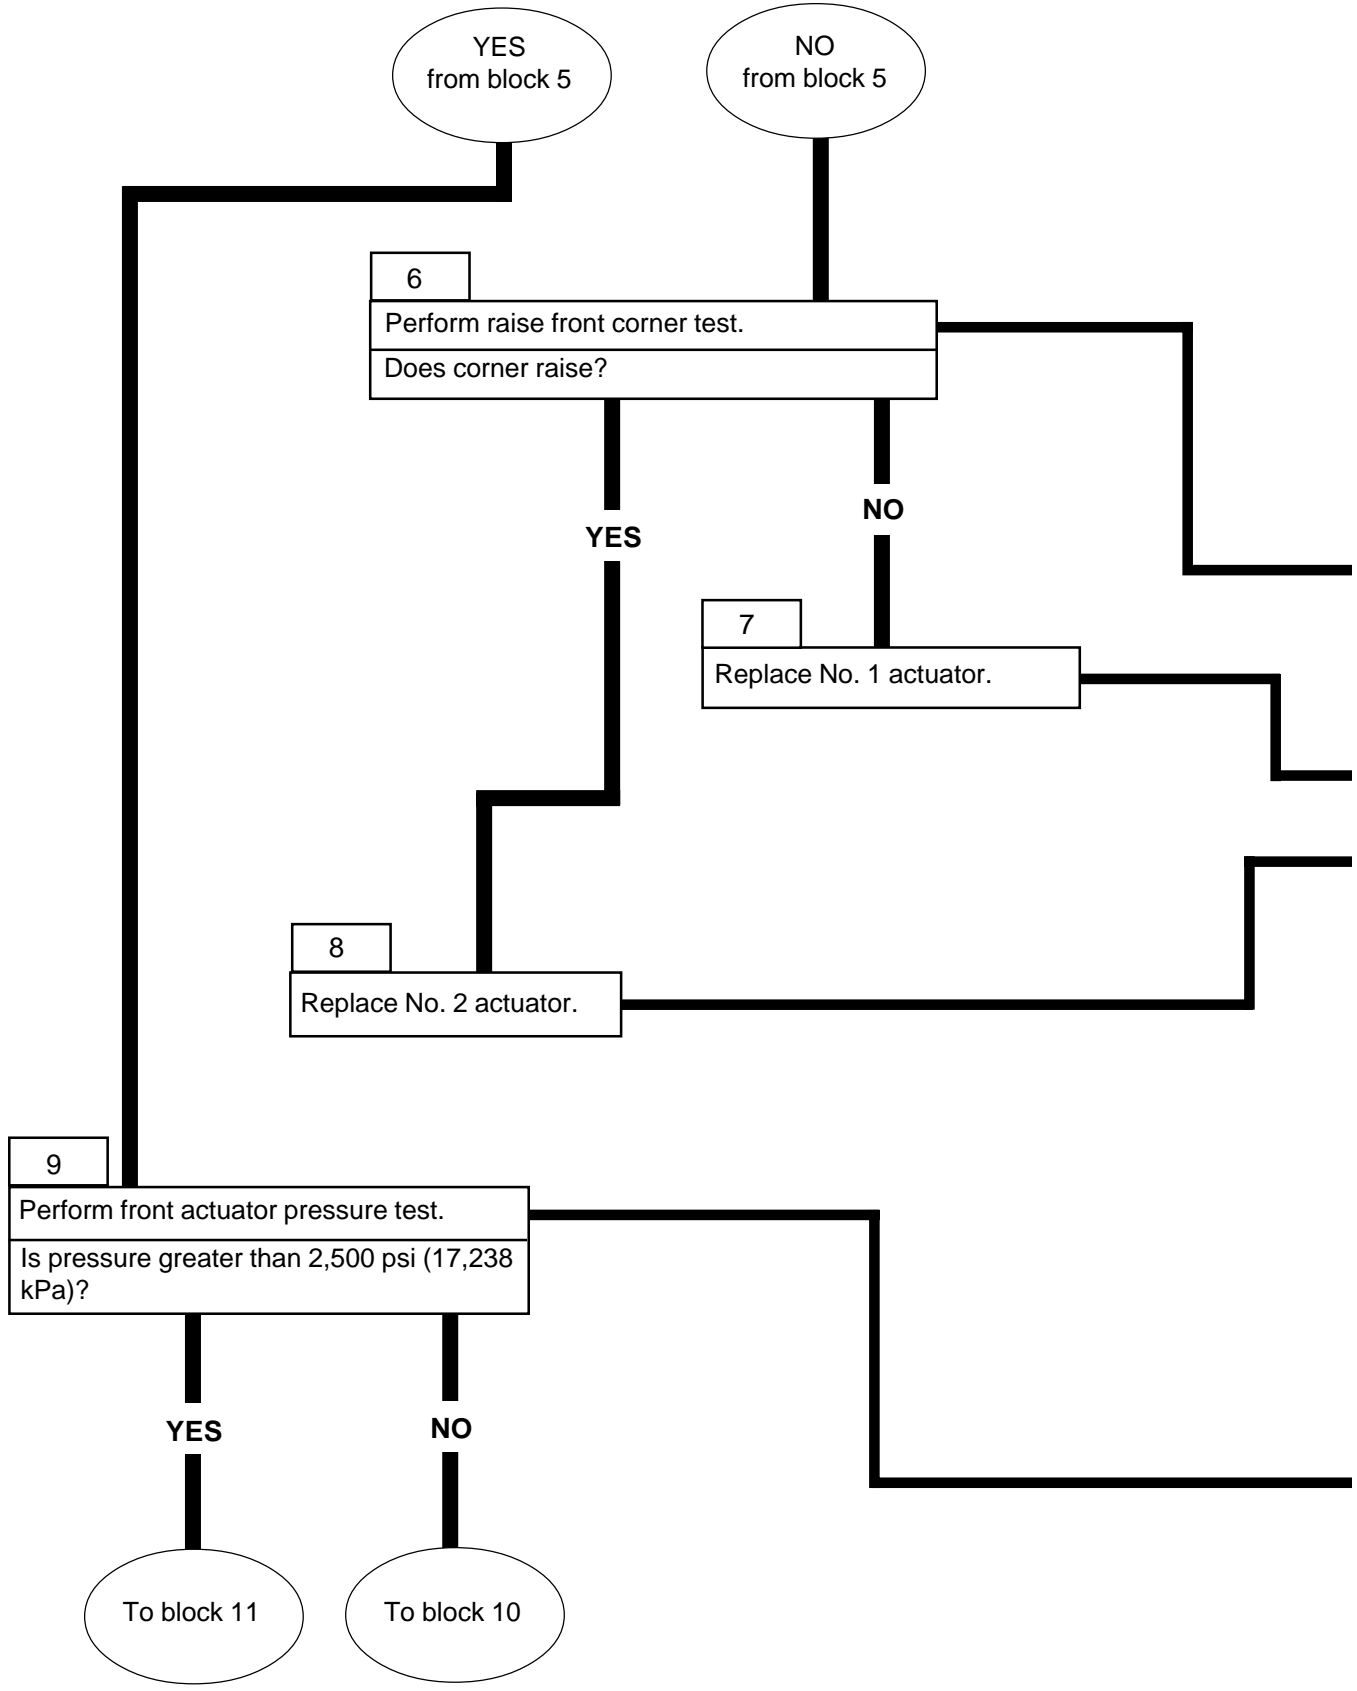 YES
from block 5
NO
from block 5
6
Perform raise front corner test.
Does corner raise?
YES
NO
7
Replace No. 1 actuator.
8
Replace No. 2 actuator.
9
Perform front actuator pressure test.
Is pressure greater than 2,500 psi (17,238
kPa)?
YES
NO
To block 11
To block 10